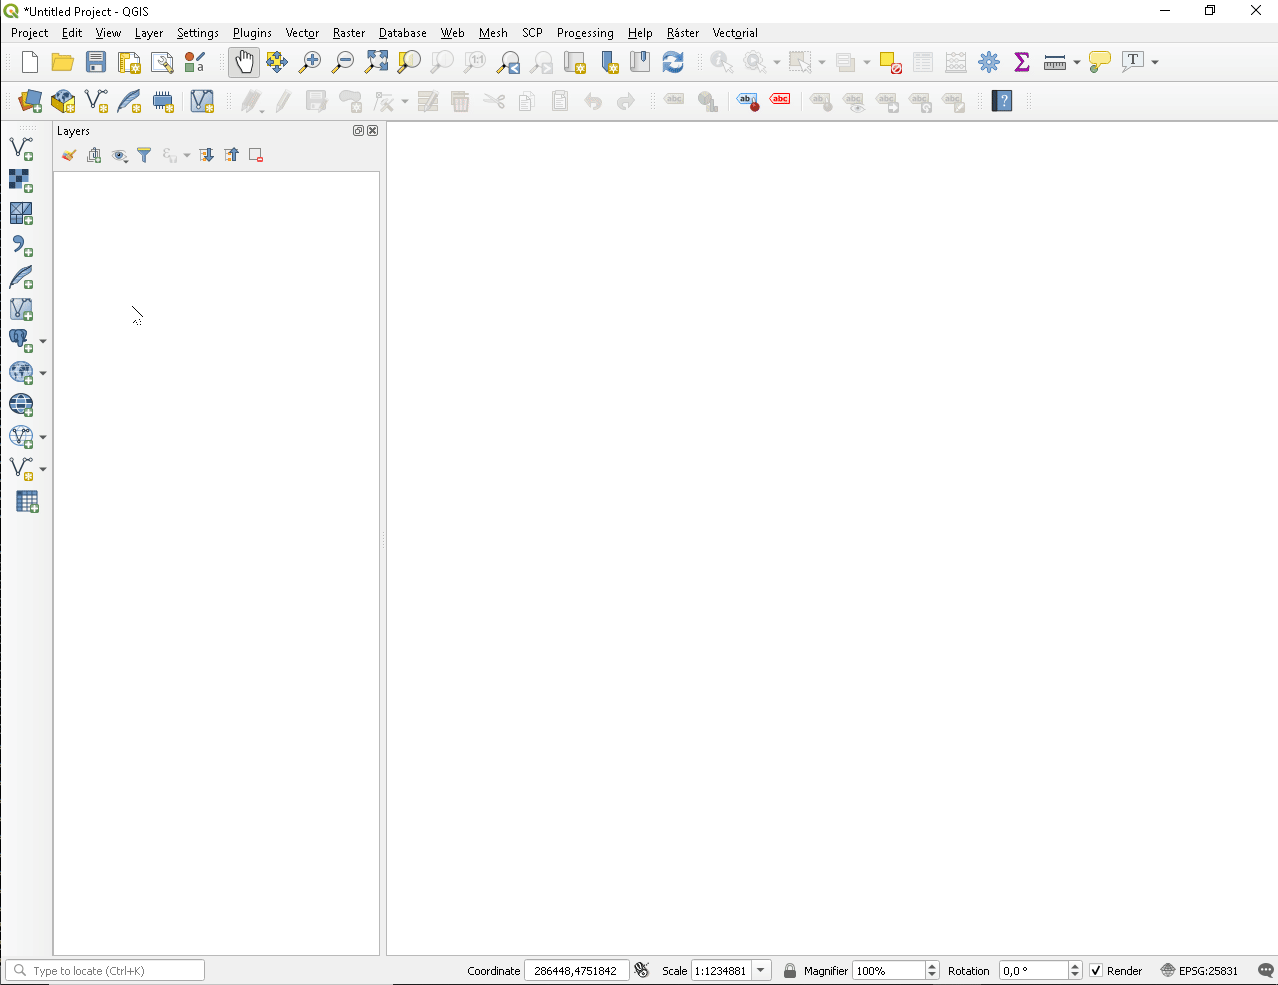 *Untitled Project - QGIS
Project Edit View Layer Settings Plugins Vector Raster Database Web Mesh SCP Processing Help Ráster Vectorial
Layers
Type to locate (Ctrl+K)
Coordinate 286448,4751842 Scale 1:1234881 Magnifier 100% Rotation 0,0 ° Render EPSG:25831